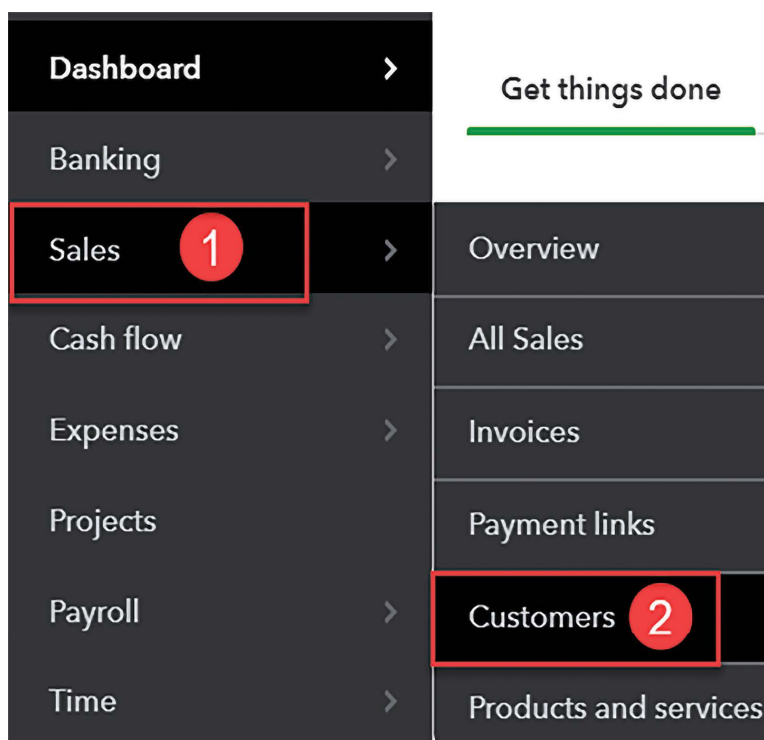 Dashboard
Banking
Sales 1
Cash flow
Expenses
Projects
Payroll
Time
Get things done
Overview
All Sales
Invoices
Payment links
Customers 2
Products and services